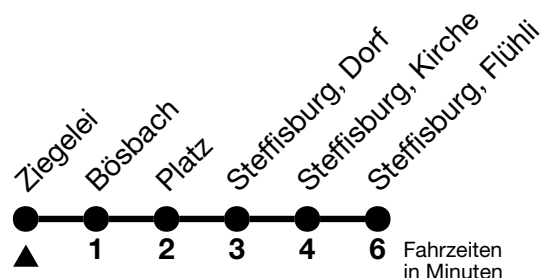 Ziegelei
Bösbach
Platz
Steffisburg, Dorf
Steffisburg, Kirche
Steffisburg, Flühli
1 2 3 4 6 Fahrzeiten
in Minuten